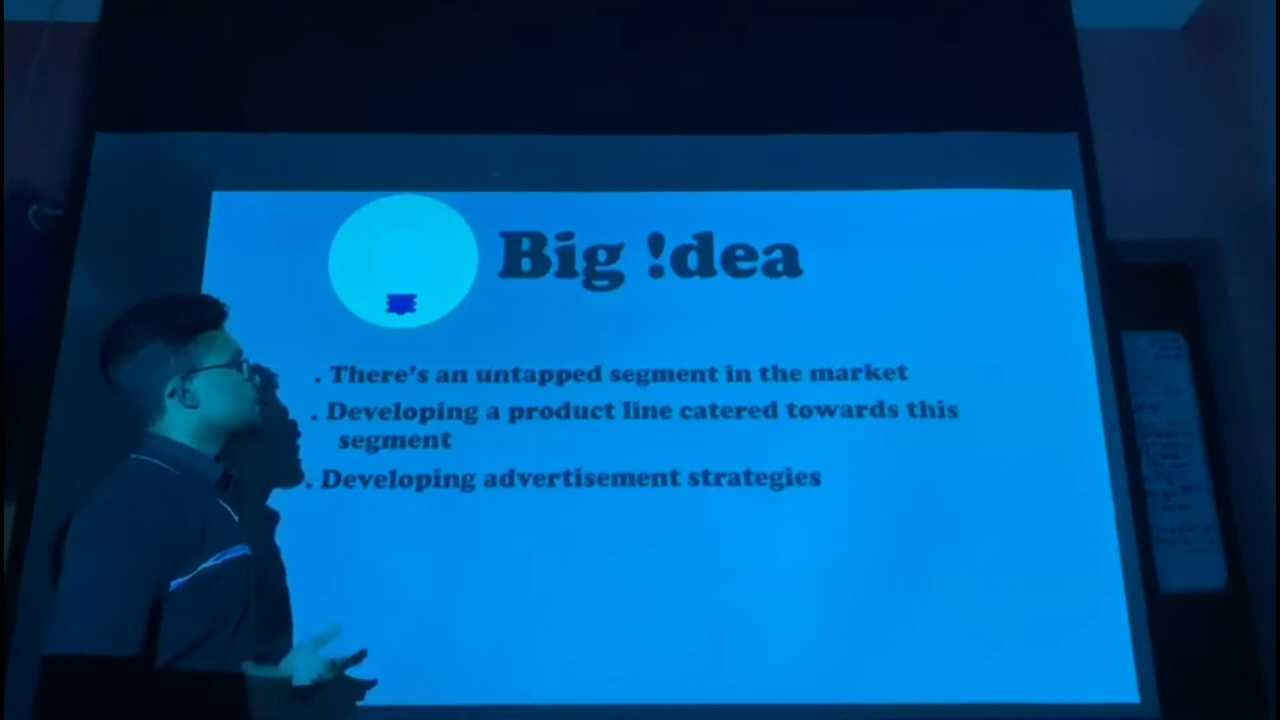 Big !dea
. There's an untapped segment in the market
. Developing a product line catered towards this
segment
. Developing advertisement strategies